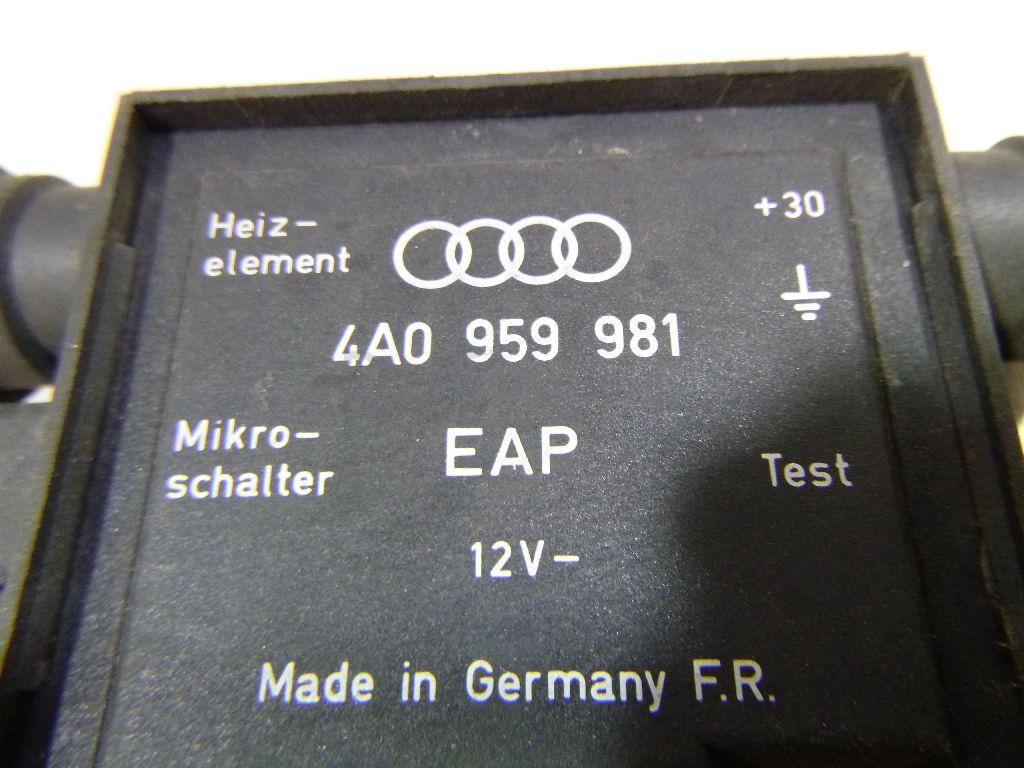 Heiz-
element
+30
4A0 959 981
Mikro-
schalter
EAP
Test
12V-
Made in Germany F.R.